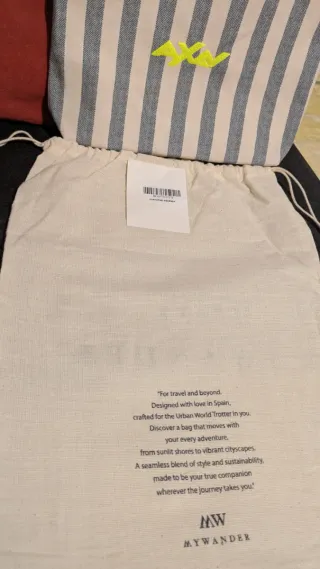 "For travel and beyond.
Designed with love in Spain,
crafted for the Urban World Trotter in you.
Discover a bag that moves with
your every adventure,
from sunlit shores to vibrant cityscapes,
A seamless blend of style and sustainability,
made to be your true companion
wherever the journey takes you."
MW
MYWANDER